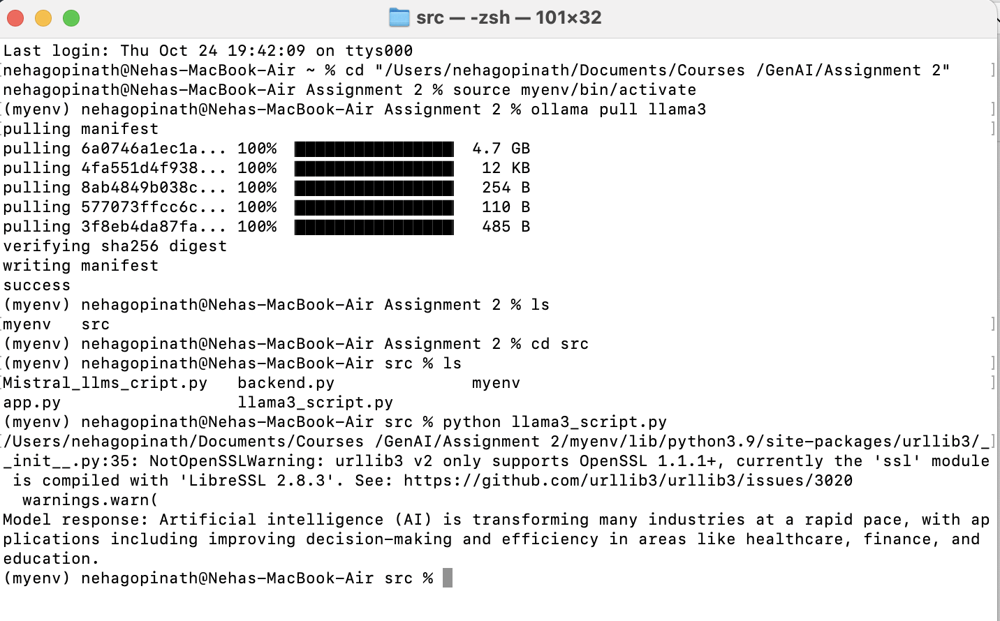 src — -zsh — 101×32
Last login: Thu Oct 24 19:42:09 on ttys000
[nehagopinath@Nehas-MacBook-Air ~ % cd "/Users/nehagopinath/Documents/Courses /GenAI/Assignment 2" ]
nehagopinath@Nehas-MacBook-Air Assignment 2 % source myenv/bin/activate
[(myenv) nehagopinath@Nehas-MacBook-Air Assignment 2 % ollama pull llama3 ]
[pulling manifest ]
pulling 6a0746a1ec1a... 100% 4.7 GB
pulling 4fa551d4f938... 100% 12 KB
pulling 8ab4849b038c... 100% 254 B
pulling 577073ffcc6c... 100% 110 B
pulling 3f8eb4da87fa... 100% 485 B
verifying sha256 digest
writing manifest
success
(myenv) nehagopinath@Nehas-MacBook-Air Assignment 2 % ls
[myenv src ]
(myenv) nehagopinath@Nehas-MacBook-Air Assignment 2 % cd src
[(myenv) nehagopinath@Nehas-MacBook-Air src % ls ]
[Mistral_llms_cript.py backend.py myenv ]
app.py llama3_script.py
(myenv) nehagopinath@Nehas-MacBook-Air src % python llama3_script.py
[/Users/nehagopinath/Documents/Courses /GenAI/Assignment 2/myenv/lib/python3.9/site-packages/urllib3/_]
_init__.py:35: NotOpenSSLWarning: urllib3 v2 only supports OpenSSL 1.1.1+, currently the 'ssl' module
is compiled with 'LibreSSL 2.8.3'. See: https://github.com/urllib3/urllib3/issues/3020
warnings.warn(
Model response: Artificial intelligence (AI) is transforming many industries at a rapid pace, with ap
plications including improving decision-making and efficiency in areas like healthcare, finance, and
education.
(myenv) nehagopinath@Nehas-MacBook-Air src %